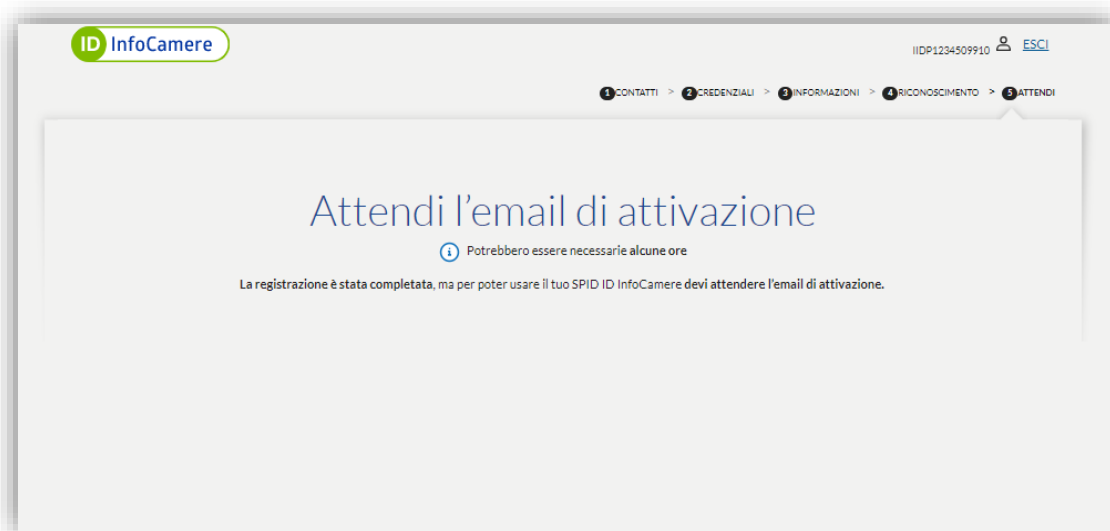 ID InfoCamere
IIDP1234509910 ESCI
1 CONTATTI > 2 CREDENZIALI > 3 INFORMAZIONI > 4 RICONOSCIMENTO > 5 ATTENDI
Attendi l’email di attivazione
i Potrebbero essere necessarie alcune ore
La registrazione è stata completata, ma per poter usare il tuo SPID ID InfoCamere devi attendere l’email di attivazione.